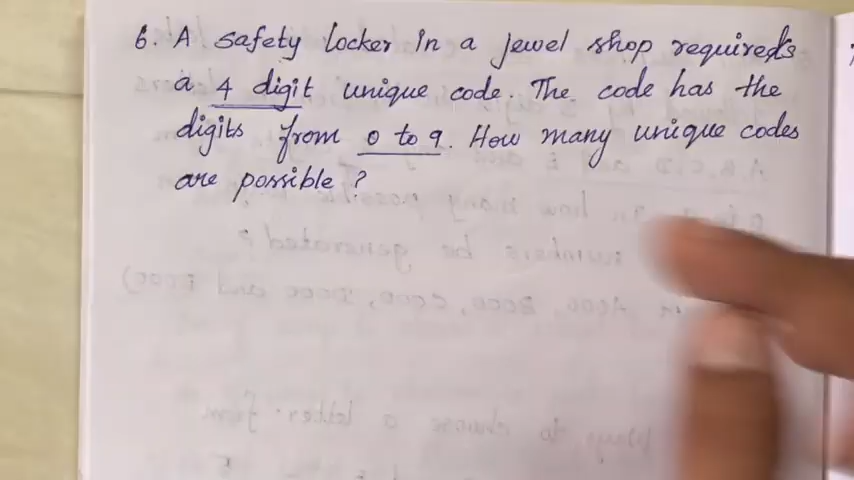 6. A safety locker in a jewel shop requires
a 4 digit unique code. The code has the
digits from 0 to 9. How many unique codes
are possible ?